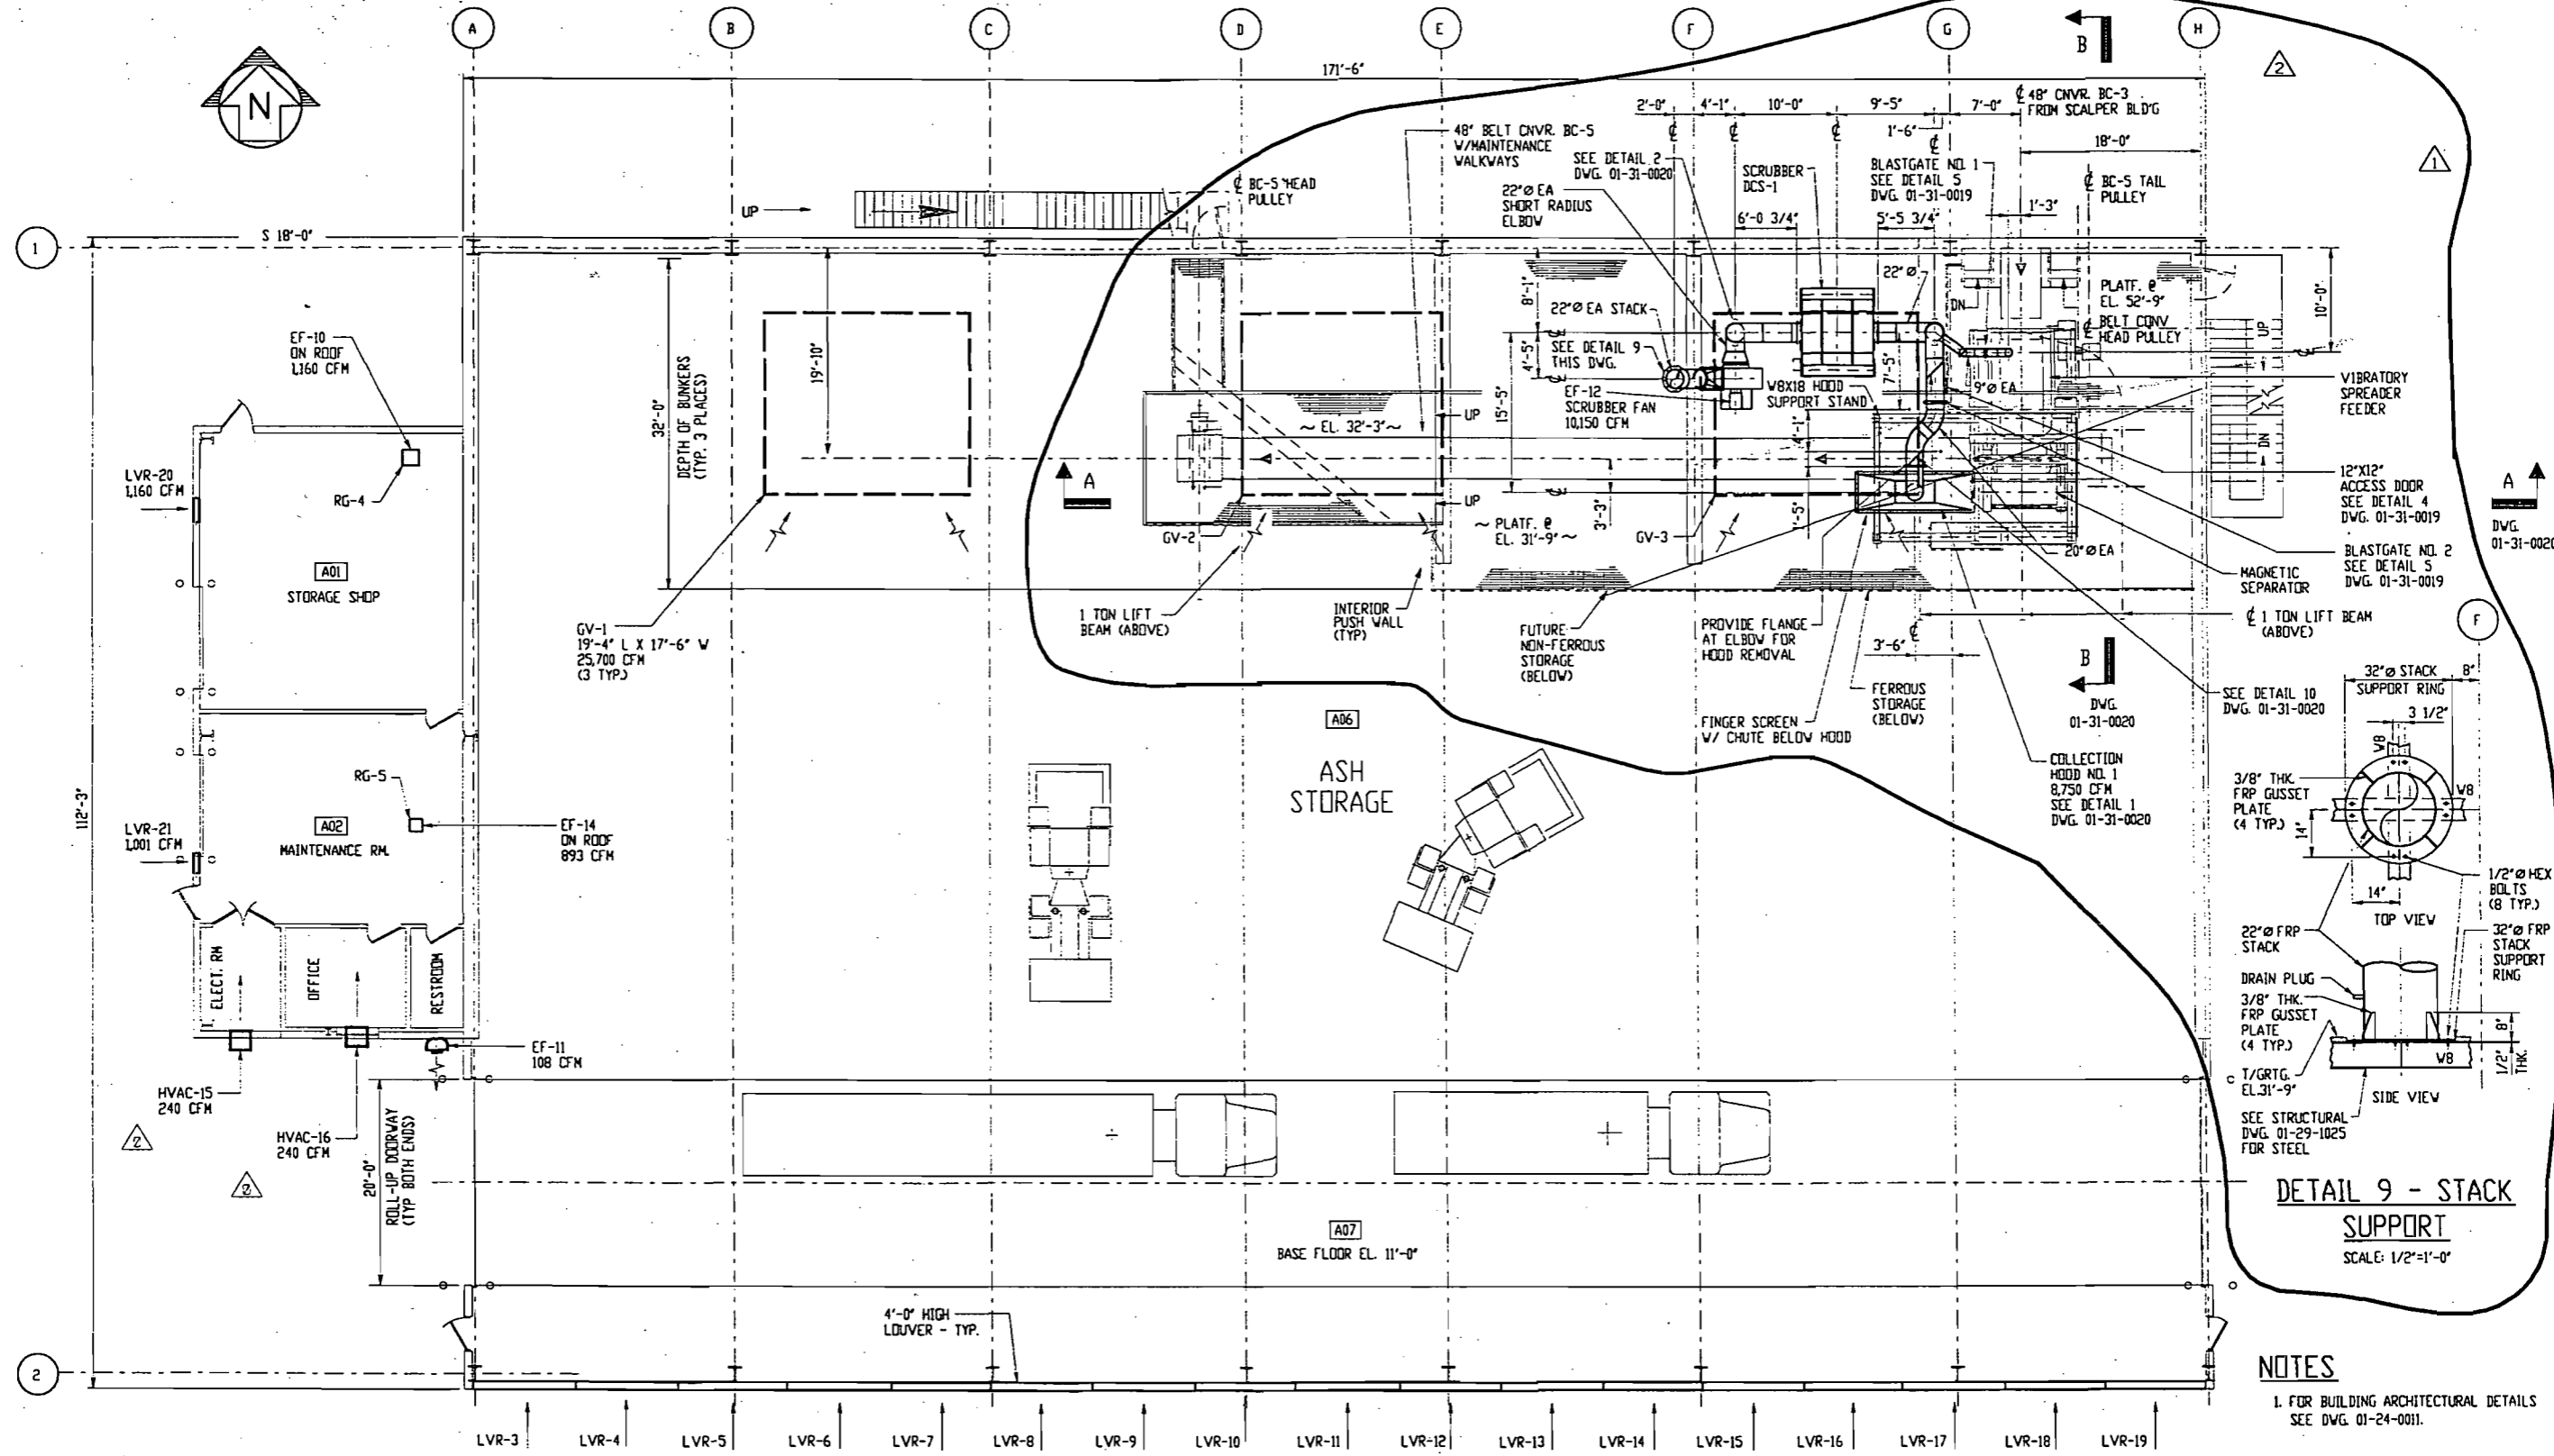 A
B
C
D
E
F
G
H
N
171'-6"
B
2
1
2'-0"
4'-1"
10'-0"
9'-5"
7'-0"
1'-6"
℄ 48" CNVR. BC-3
FROM SCALPER BLD'G
18'-0"
48" BELT CNVR. BC-5
W/MAINTENANCE
WALKWAYS
SEE DETAIL 2
DWG. 01-31-0020
22"Ø EA
SHORT RADIUS
ELBOW
SCRUBBER
DCS-1
BLASTGATE NO. 1
SEE DETAIL 5
DWG. 01-31-0019
℄ BC-5 TAIL
PULLEY
1'-3"
6'-0 3/4"
5'-5 3/4"
℄ BC-5 HEAD
PULLEY
UP
1
S 18'-0"
EF-10
ON ROOF
1,160 CFM
LVR-20
1,160 CFM
RG-4
A01
STORAGE SHOP
32'-0"
DEPTH OF BUNKERS
(TYP. 3 PLACES)
19'-10"
8'-1"
4'-5"
15'-5"
22"Ø EA STACK
SEE DETAIL 9
THIS DWG.
EF-12
SCRUBBER FAN
10,150 CFM
W8X18 HOOD
SUPPORT STAND
7'-5"
4'-1"
1'-5"
3'-3"
22"Ø
DN
9"Ø EA
PLATF. @
EL. 52'-9"
BELT CONV
HEAD PULLEY
UP
DN
10'-0"
VIBRATORY
SPREADER
FEEDER
12"X12"
ACCESS DOOR
SEE DETAIL 4
DWG. 01-31-0019
A
DWG.
01-31-0020
BLASTGATE NO. 2
SEE DETAIL 5
DWG. 01-31-0019
MAGNETIC
SEPARATOR
20"Ø EA
℄ 1 TON LIFT BEAM
(ABOVE)
~ EL. 32'-3" ~
UP
UP
A
GV-2
~ PLATF. @
EL. 31'-9" ~
GV-3
GV-1
19'-4" L X 17'-6" W
25,700 CFM
(3 TYP.)
1 TON LIFT
BEAM (ABOVE)
INTERIOR
PUSH WALL
(TYP)
FUTURE
NON-FERROUS
STORAGE
(BELOW)
PROVIDE FLANGE
AT ELBOW FOR
HOOD REMOVAL
3'-6"
℄
FERROUS
STORAGE
(BELOW)
FINGER SCREEN
W/ CHUTE BELOW HOOD
B
DWG.
01-31-0020
SEE DETAIL 10
DWG. 01-31-0020
COLLECTION
HOOD NO. 1
8,750 CFM
SEE DETAIL 1
DWG. 01-31-0020
A06
ASH
STORAGE
112'-3"
LVR-21
1,001 CFM
RG-5
A02
MAINTENANCE RM.
EF-14
ON ROOF
893 CFM
ELECT. RM
OFFICE
RESTROOM
EF-11
108 CFM
HVAC-15
240 CFM
HVAC-16
240 CFM
2
2
20'-0"
ROLL-UP DOORWAY
(TYP BOTH ENDS)
A07
BASE FLOOR EL. 11'-0"
4'-0" HIGH
LOUVER - TYP.
2
LVR-3
LVR-4
LVR-5
LVR-6
LVR-7
LVR-8
LVR-9
LVR-10
LVR-11
LVR-12
LVR-13
LVR-14
LVR-15
LVR-16
LVR-17
LVR-18
LVR-19
F
32"Ø STACK
SUPPORT RING
8"
3 1/2"
W8
W8
3/8" THK.
FRP GUSSET
PLATE
(4 TYP.)
14"
14"
1/2"Ø HEX
BOLTS
(8 TYP.)
TOP VIEW
22"Ø FRP
STACK
32"Ø FRP
STACK
SUPPORT
RING
DRAIN PLUG
3/8" THK.
FRP GUSSET
PLATE
(4 TYP.)
8"
1/2"
THK.
W8
T/GRTG.
EL.31'-9"
SIDE VIEW
SEE STRUCTURAL
DWG. 01-29-1025
FOR STEEL
DETAIL 9 - STACK
SUPPORT
SCALE: 1/2"=1'-0"
NOTES
1. FOR BUILDING ARCHITECTURAL DETAILS
SEE DWG. 01-24-0011.